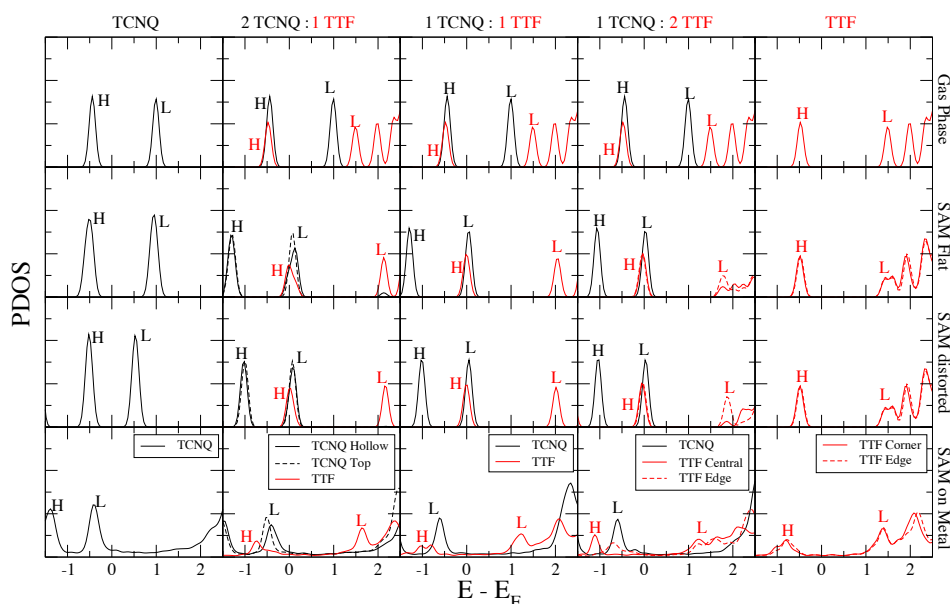 TCNQ 2 TCNQ : 1 TTF 1 TCNQ : 1 TTF 1 TCNQ : 2 TTF TTF
H L H H L L H H L L H H L L H L Gas Phase
H L H H L L H H L L H H L L H L SAM Flat
PDOS
H L H H L L H H L L H H L L H L SAM distorted
TCNQ
TCNQ Hollow
TCNQ Top
TTF
TCNQ
TTF
TCNQ
TTF Central
TTF Edge
TTF Corner
TTF Edge
H L H L L H L L H L L H L SAM on Metal
-1 0 1 2 -1 0 1 2 -1 0 1 2 -1 0 1 2 -1 0 1 2
E - E_F